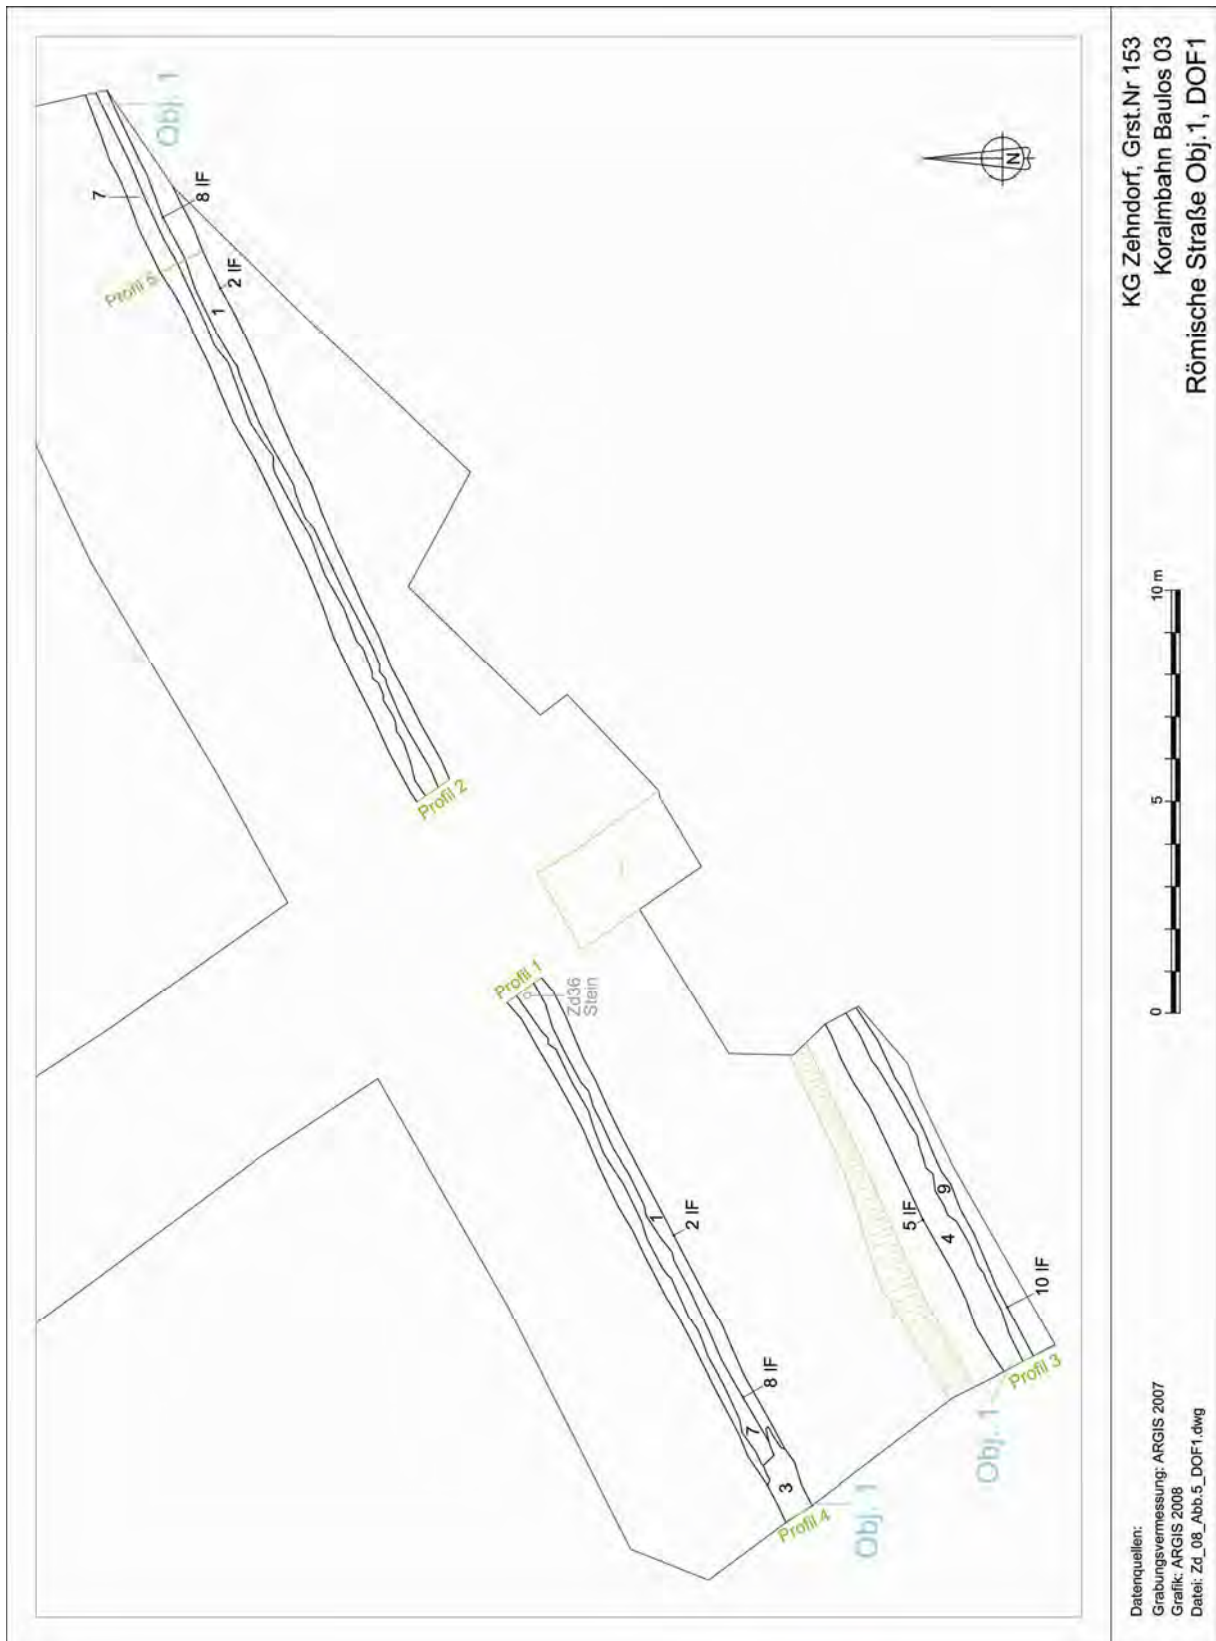 KG Zehndorf, Grst.Nr 153
Koralmbahn Baulos 03
Römische Straße Obj.1, DOF1
Obj. 1
7
8 IF
Profil 5
2 IF
1
N
Profil 2
Profil 1
Zd36
Stein
1
2 IF
8 IF
7
3
Profil 4
Obj. 1
5 IF
9
4
10 IF
Profil 3
Obj. 1
0
5
10 m
Datenquellen:
Grabungsvermessung: ARGIS 2007
Grafik: ARGIS 2008
Datei: Zd_08_Abb.5_DOF1.dwg